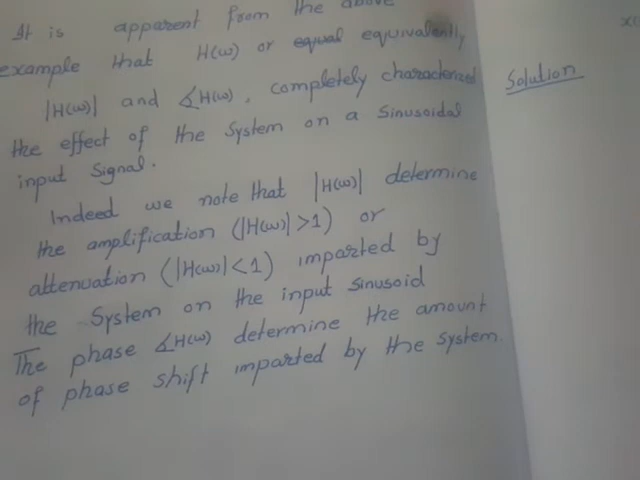 It is apparent from the above
example that H(ω) or equal equivalently
|H(ω)| and ∡H(ω), completely characterized
the effect of the System on a Sinusoidal
input Signal.
Indeed we note that |H(ω)| determine
the amplification (|H(ω)|>1) or
attenuation (|H(ω)|<1) imparted by
the System on the input Sinusoid
The phase ∡H(ω) determine the amount
of phase shift imparted by the system.
Solution